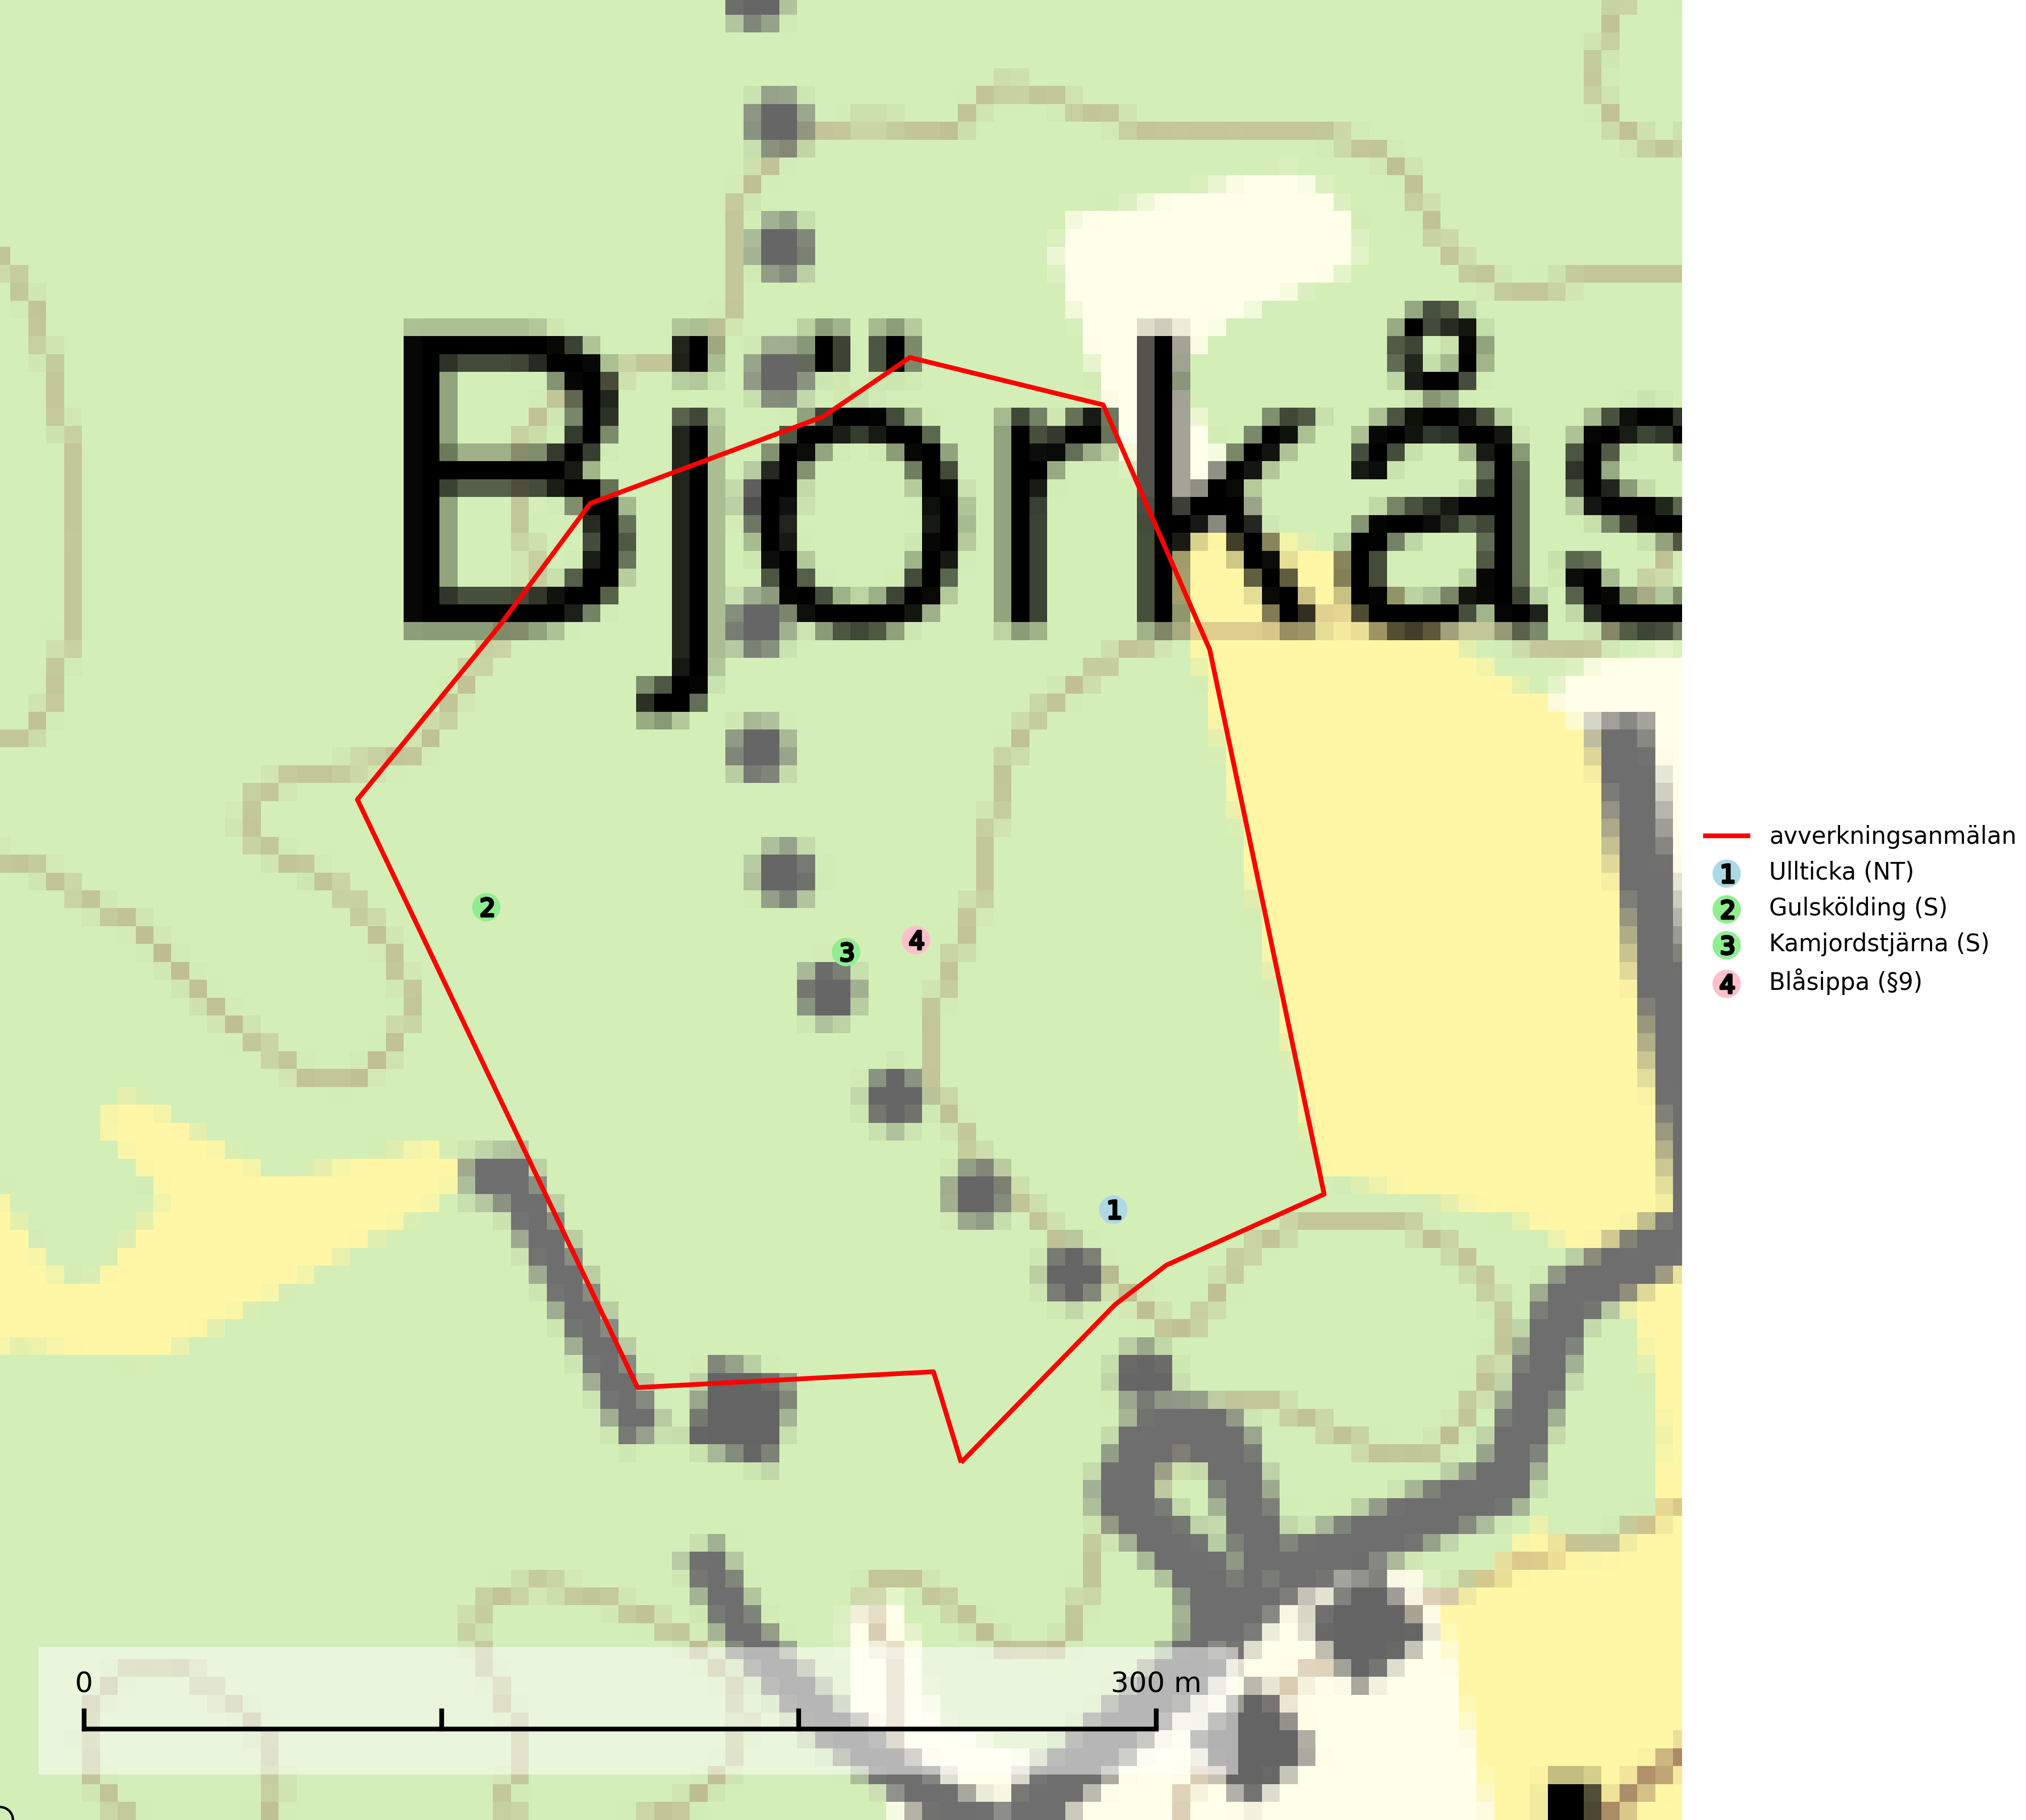 Björkås
avverkningsanmälan
1 Ullticka (NT)
2 Gulskölding (S)
3 Kamjordstjärna (S)
4 Blåsippa (§9)
2
3
4
1
0 300 m